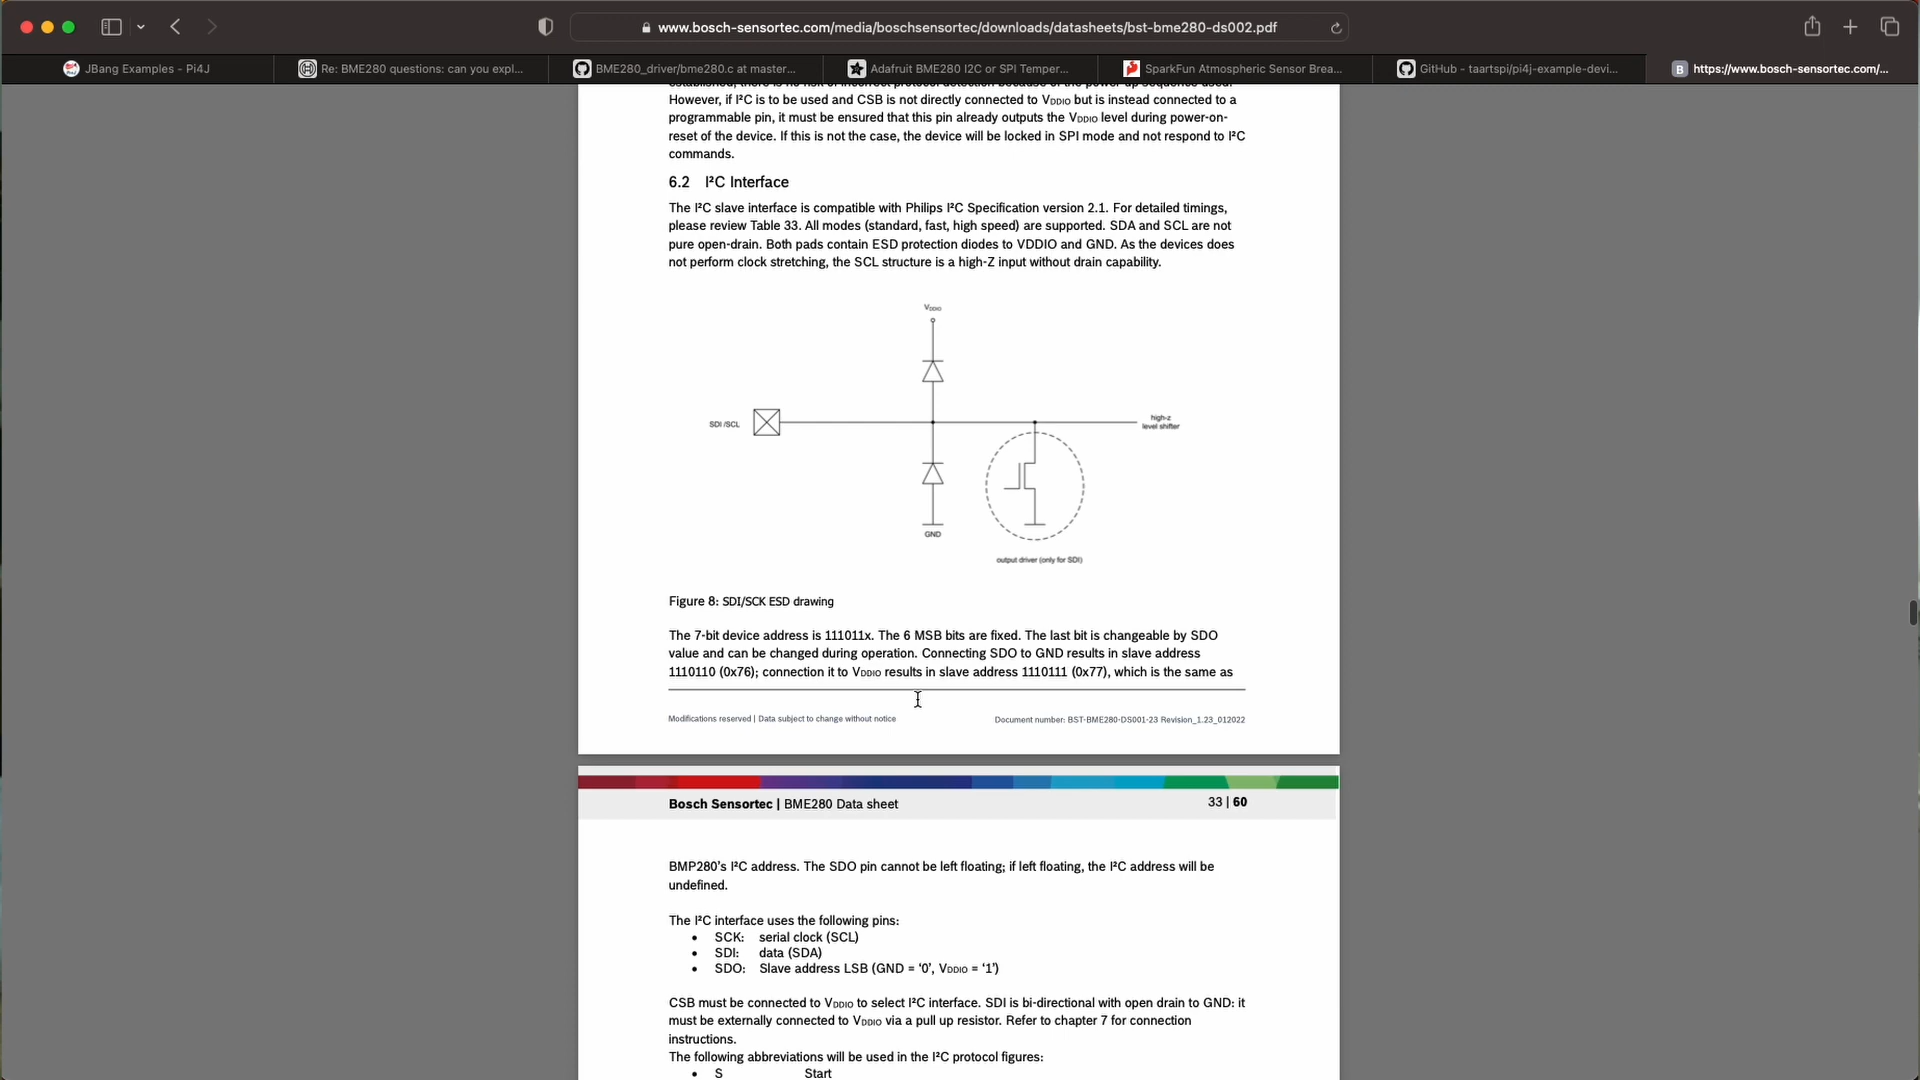 www.bosch-sensortec.com/media/boschsensortec/downloads/datasheets/bst-bme280-ds002.pdf
JBang Examples - Pi4J
Re: BME280 questions: can you expl...
BME280_driver/bme280.c at master...
Adafruit BME280 I2C or SPI Temper...
SparkFun Atmospheric Sensor Brea...
GitHub - taartspi/pi4j-example-devi...
https://www.bosch-sensortec.com/...
However, if I²C is to be used and CSB is not directly connected to VDDIO but is instead connected to a
programmable pin, it must be ensured that this pin already outputs the VDDIO level during power-on-
reset of the device. If this is not the case, the device will be locked in SPI mode and not respond to I²C
commands.
6.2 I²C Interface
The I²C slave interface is compatible with Philips I²C Specification version 2.1. For detailed timings,
please review Table 33. All modes (standard, fast, high speed) are supported. SDA and SCL are not
pure open-drain. Both pads contain ESD protection diodes to VDDIO and GND. As the devices does
not perform clock stretching, the SCL structure is a high-Z input without drain capability.
VDDIO
SDI /SCL
high-z
level shifter
GND
output driver (only for SDI)
Figure 8: SDI/SCK ESD drawing
The 7-bit device address is 111011x. The 6 MSB bits are fixed. The last bit is changeable by SDO
value and can be changed during operation. Connecting SDO to GND results in slave address
1110110 (0x76); connection it to VDDIO results in slave address 1110111 (0x77), which is the same as
Modifications reserved | Data subject to change without notice
Document number: BST-BME280-DS001-23 Revision_1.23_012022
Bosch Sensortec | BME280 Data sheet
33 | 60
BMP280's I²C address. The SDO pin cannot be left floating; if left floating, the I²C address will be
undefined.
The I²C interface uses the following pins:
• SCK: serial clock (SCL)
• SDI: data (SDA)
• SDO: Slave address LSB (GND = '0', VDDIO = '1')
CSB must be connected to VDDIO to select I²C interface. SDI is bi-directional with open drain to GND: it
must be externally connected to VDDIO via a pull up resistor. Refer to chapter 7 for connection
instructions.
The following abbreviations will be used in the I²C protocol figures:
• S Start